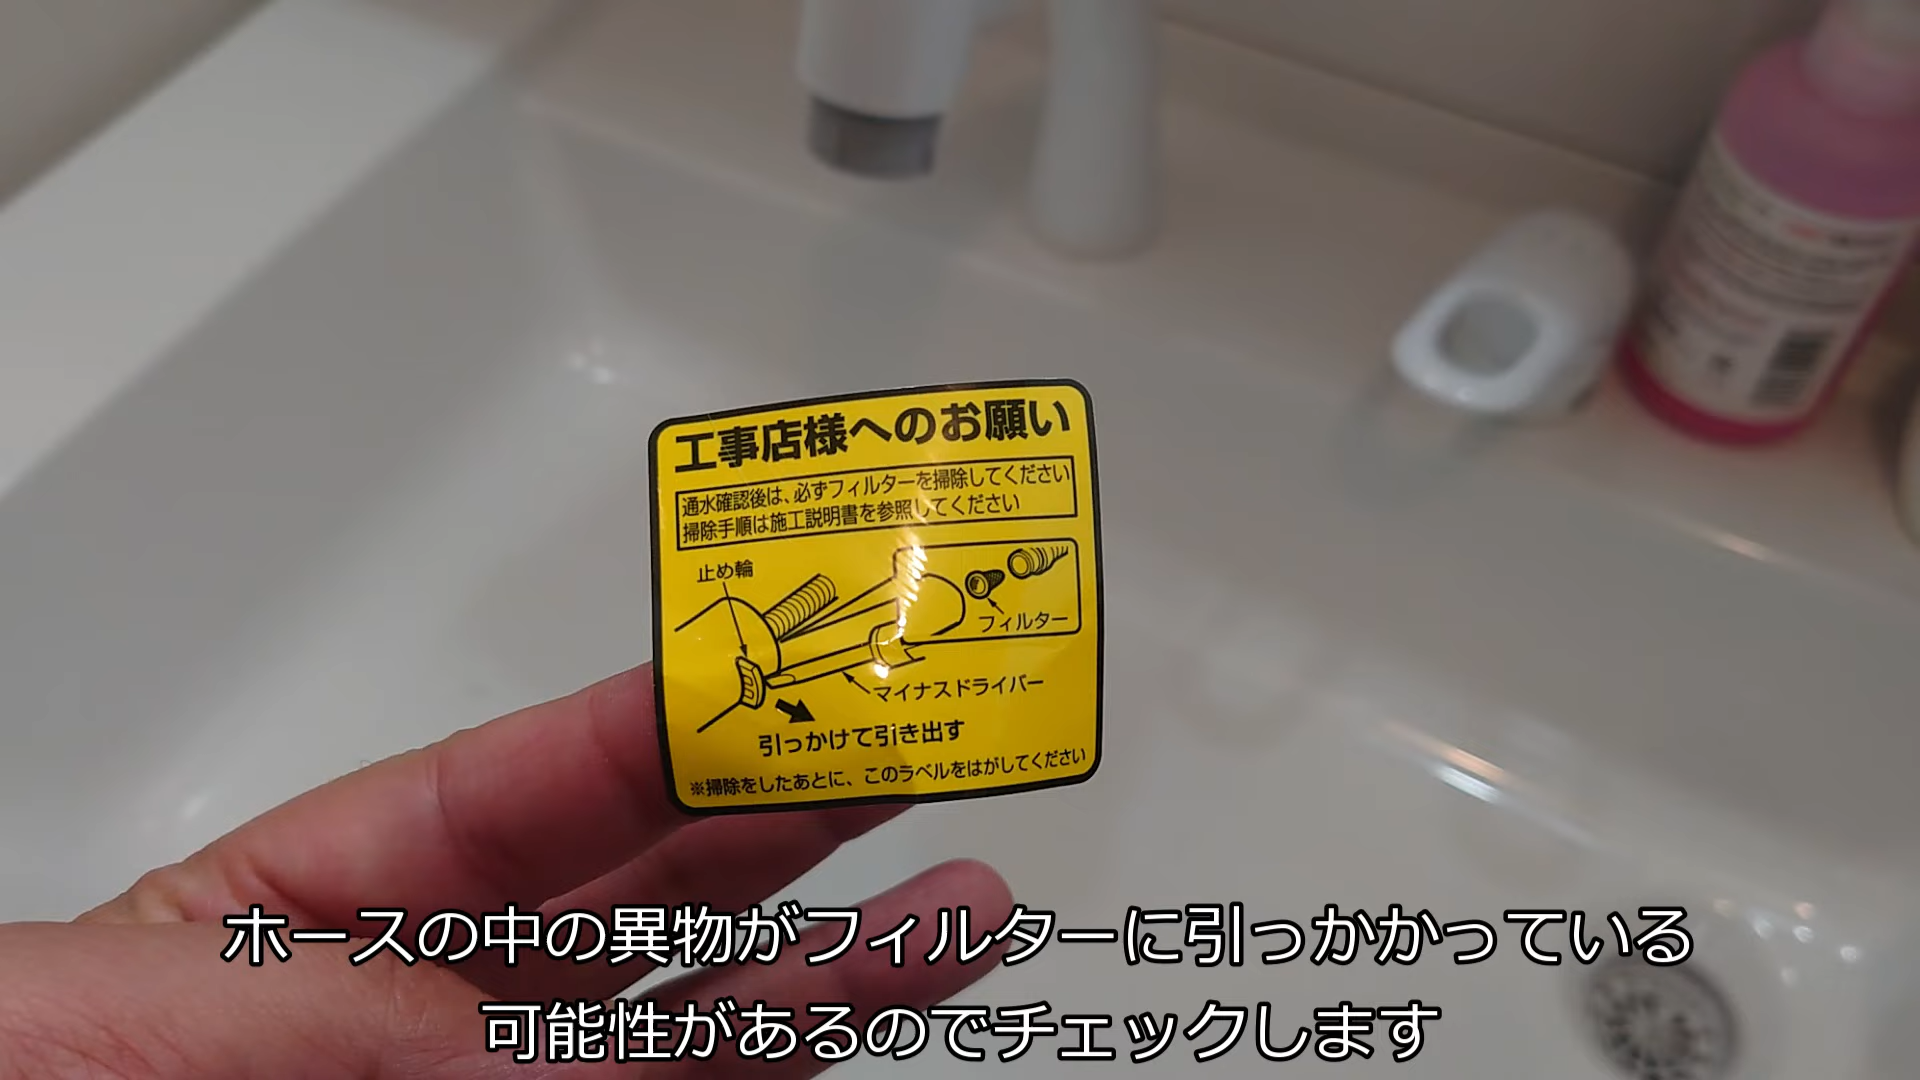 工事店様へのお願い
通水確認後は、必ずフィルターを掃除してください
掃除手順は施工説明書を参照してください
止め輪
フィルター
マイナスドライバー
引っかけて引き出す
※掃除をしたあとに、このラベルをはがしてください
ホースの中の異物がフィルターに引っかかっている
可能性があるのでチェックします